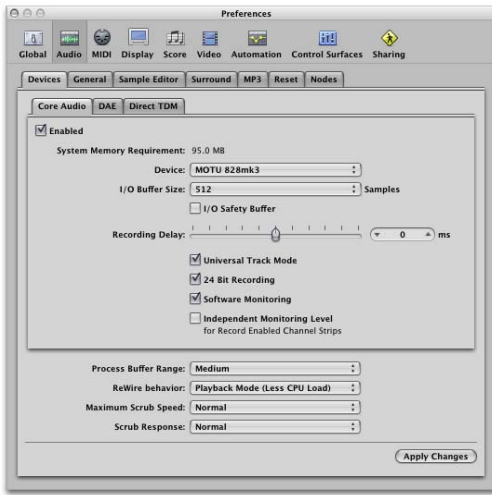 Preferences
Global Audio MIDI Display Score Video Automation Control Surfaces Sharing
Devices General Sample Editor Surround MP3 Reset Nodes
Core Audio DAE Direct TDM
Enabled
System Memory Requirement: 95.0 MB
Device: MOTU 828mk3
I/O Buffer Size: 512 Samples
I/O Safety Buffer
Recording Delay: 0 ms
Universal Track Mode
24 Bit Recording
Software Monitoring
Independent Monitoring Level
for Record Enabled Channel Strips
Process Buffer Range: Medium
ReWire behavior: Playback Mode (Less CPU Load)
Maximum Scrub Speed: Normal
Scrub Response: Normal
Apply Changes